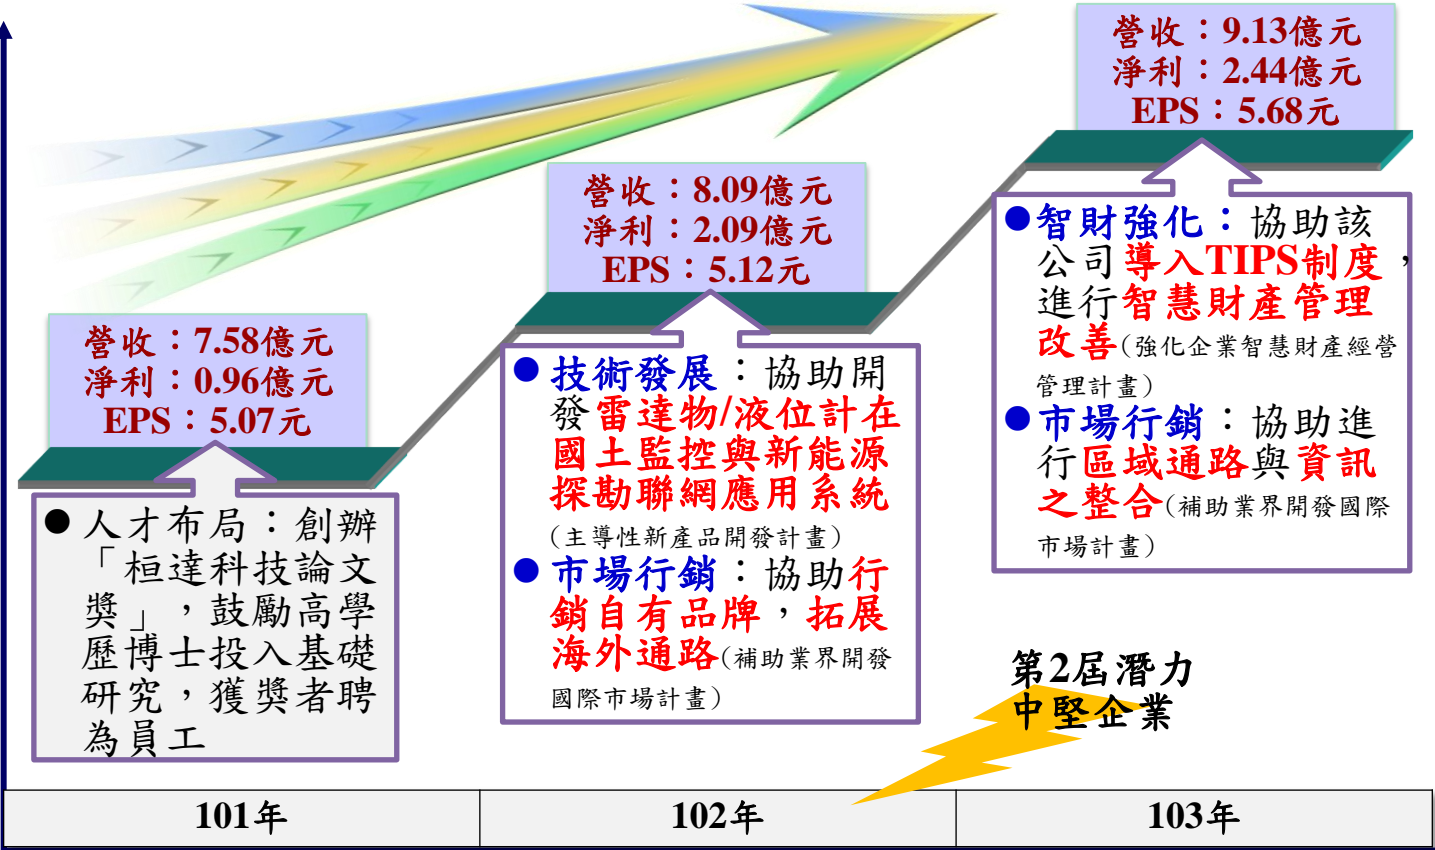 營收：7.58億元
淨利：0.96億元
EPS：5.07元
●人才布局：創辦
「桓達科技論文
獎」，鼓勵高學
歷博士投入基礎
研究，獲獎者聘
為員工
營收：8.09億元
淨利：2.09億元
EPS：5.12元
●技術發展：協助開
發雷達物/液位計在
國土監控與新能源
探勘聯網應用系統
(主導性新產品開發計畫)
●市場行銷：協助行
銷自有品牌，拓展
海外通路(補助業界開發
國際市場計畫)
營收：9.13億元
淨利：2.44億元
EPS：5.68元
●智財強化：協助該
公司導入TIPS制度，
進行智慧財產管理
改善(強化企業智慧財產經營
管理計畫)
●市場行銷：協助進
行區域通路與資訊
之整合(補助業界開發國際
市場計畫)
第2屆潛力
中堅企業
101年
102年
103年